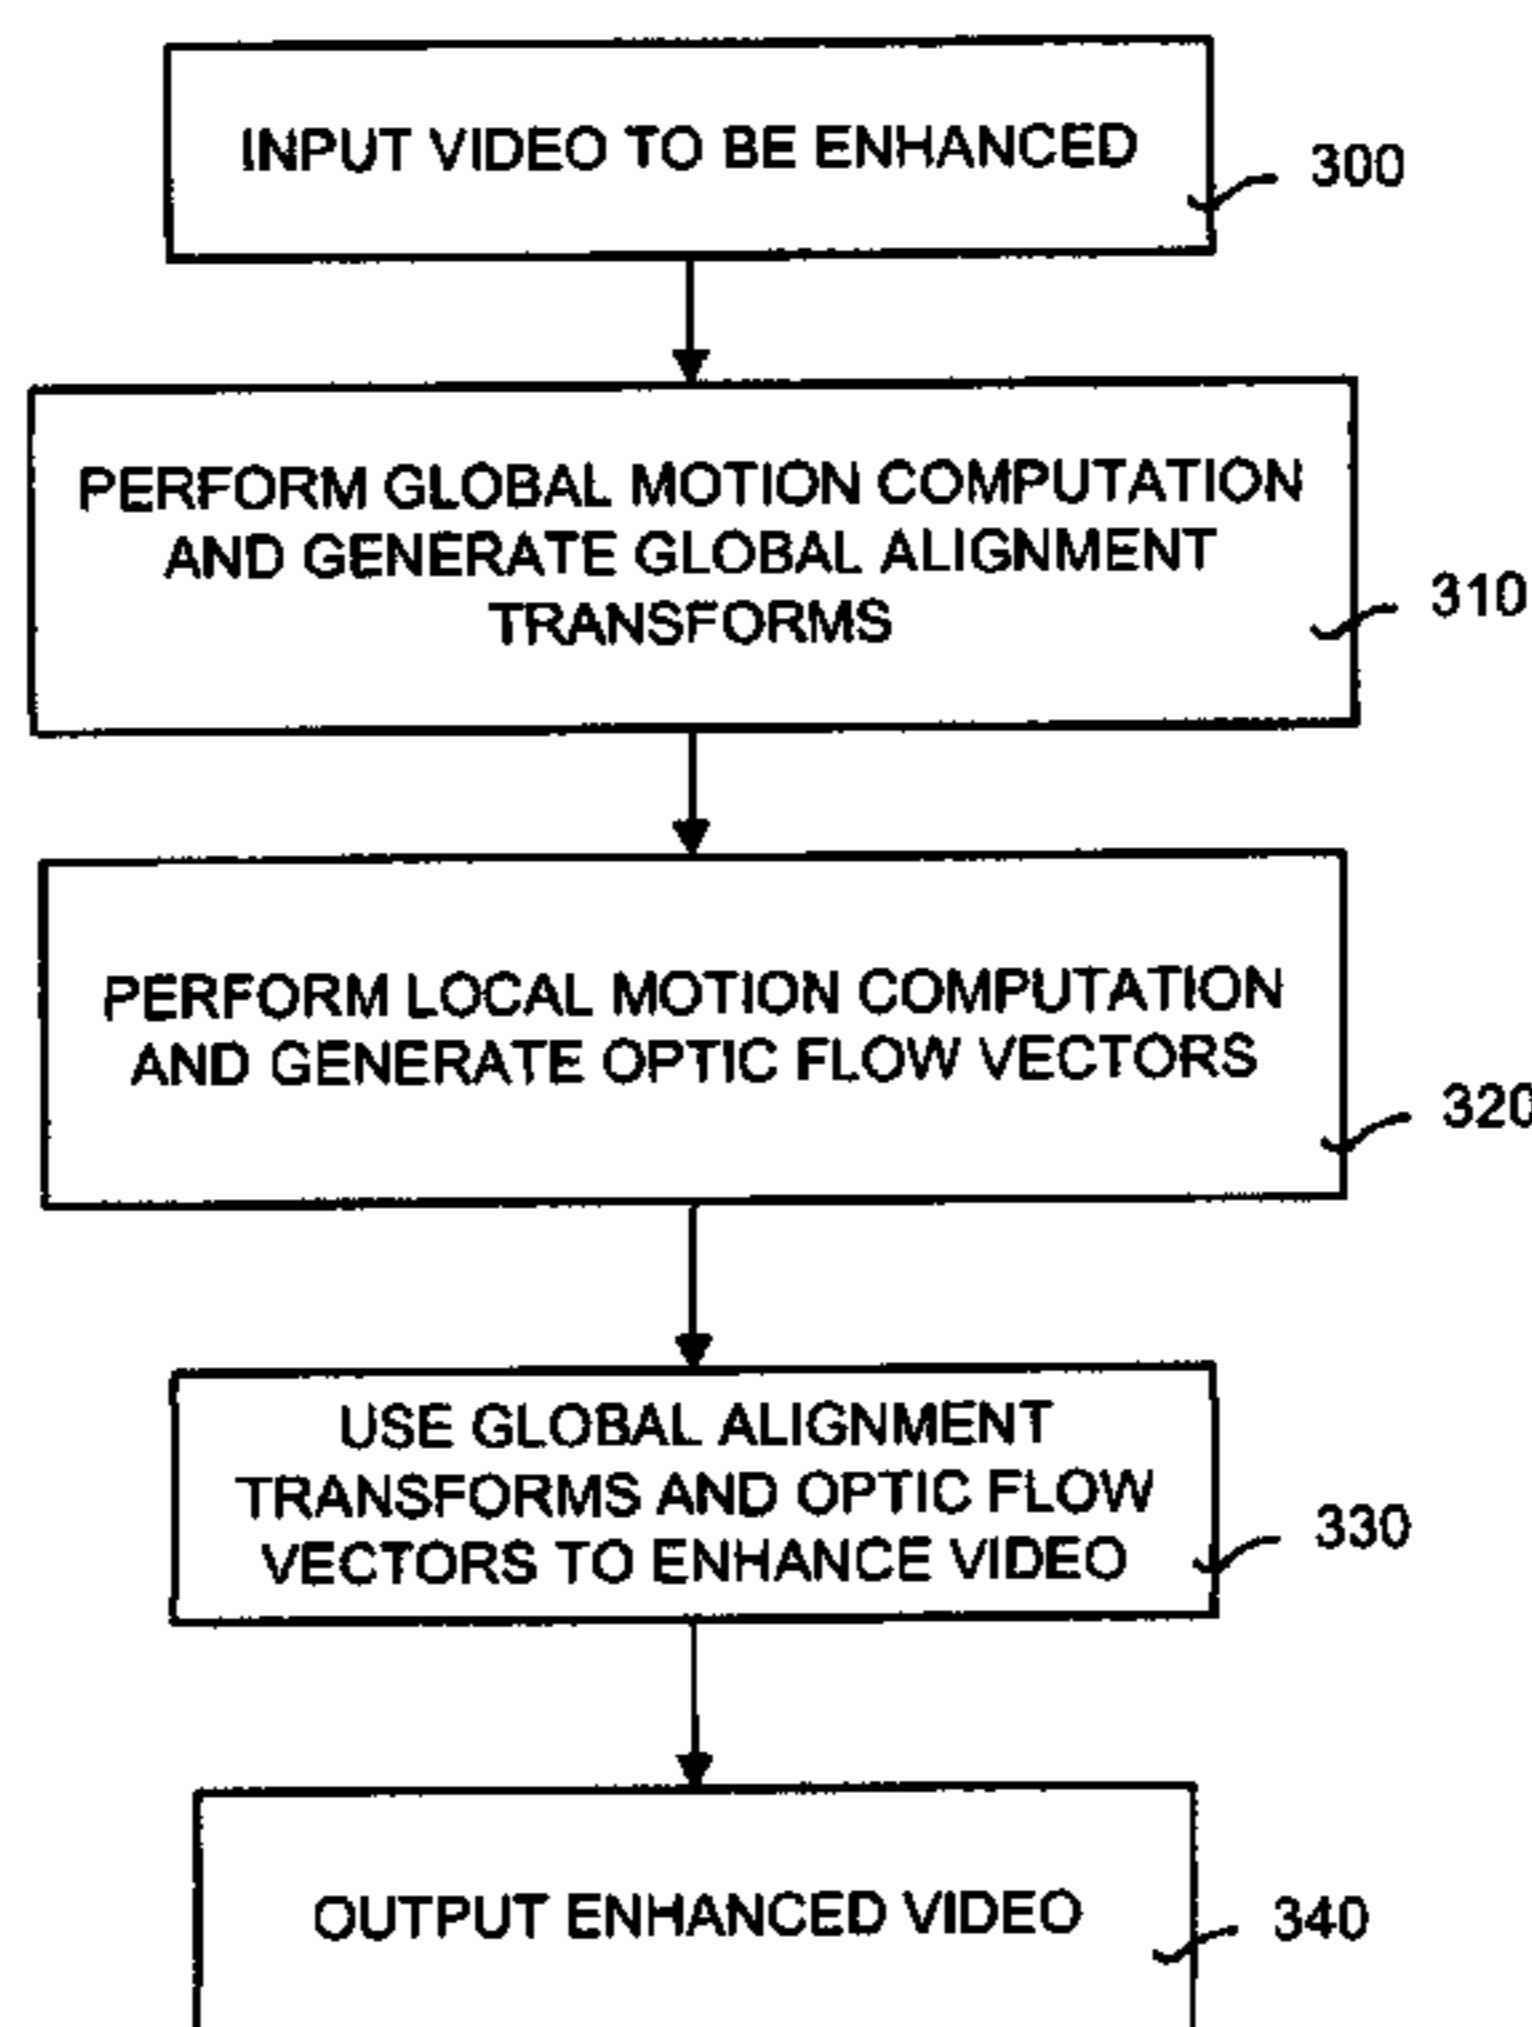 INPUT VIDEO TO BE ENHANCED
300
PERFORM GLOBAL MOTION COMPUTATION
AND GENERATE GLOBAL ALIGNMENT
TRANSFORMS
310
PERFORM LOCAL MOTION COMPUTATION
AND GENERATE OPTIC FLOW VECTORS
320
USE GLOBAL ALIGNMENT
TRANSFORMS AND OPTIC FLOW
VECTORS TO ENHANCE VIDEO
330
OUTPUT ENHANCED VIDEO
340